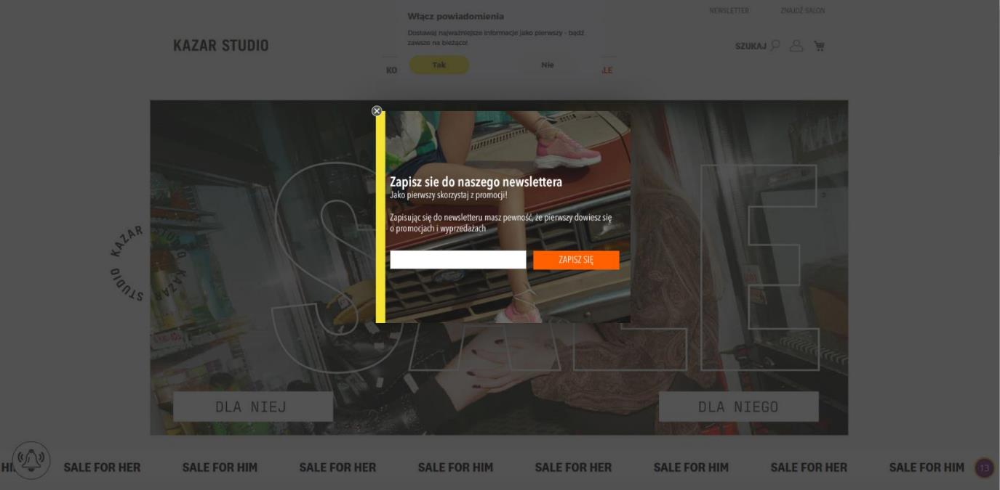 NEWSLETTER ZNAJDŹ SALON
Włącz powiadomienia
Dostawaj najważniejsze informacje jako pierwszy - bądź
zawsze na bieżąco!
KAZAR STUDIO
SZUKAJ
Tak Nie
KO
LE
Zapisz sie do naszego newslettera
Jako pierwszy skorzystaj z promocji!
Zapisując się do newsletteru masz pewność, że pierwszy dowiesz się
o promocjach i wyprzedażach
ZAPISZ SIĘ
KAZAR STUDIO KAZAR STUDIO
SALE
DLA NIEJ DLA NIEGO
HI SALE FOR HER SALE FOR HIM SALE FOR HER SALE FOR HIM SALE FOR HER SALE FOR HIM SALE FOR HER SALE FOR HIM 13